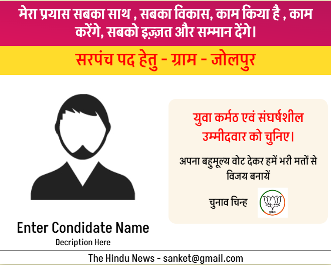 मेरा प्रयास सबका साथ , सबका विकास, काम किया है , काम
करेंगे, सबको इज़्ज़त और सम्मान देंगे।
सरपंच पद हेतु - ग्राम - जोलपुर
युवा कर्मठ एवं संघर्षशील
उम्मीदवार को चुनिए।
अपना बहुमूल्य वोट देकर हमें भरी मतों से
विजय बनायें
चुनाव चिन्ह
Enter Condidate Name
Decription Here
The Hindu News - sanket@gmail.com